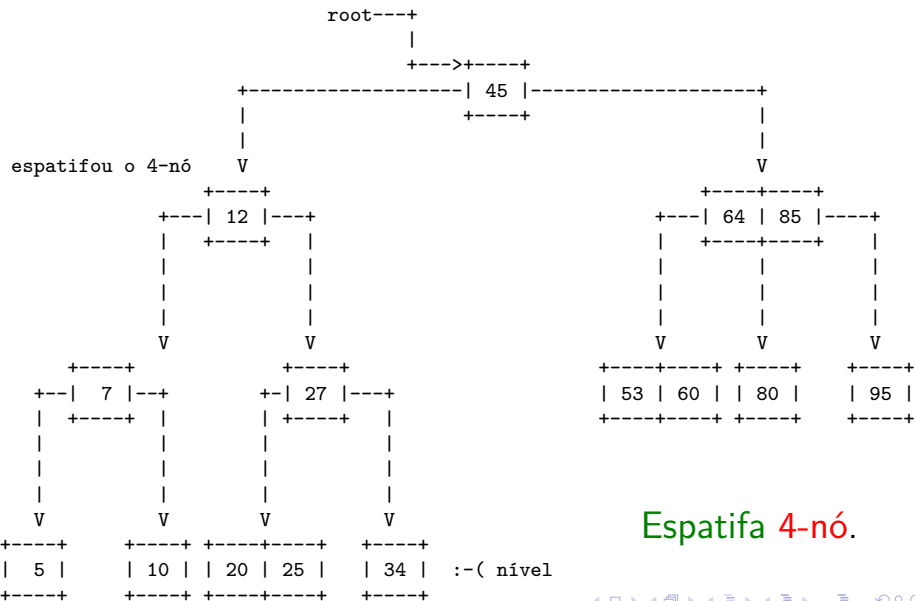 root---+
|
+--->+----+
+-------------------| 45 |--------------------+
|                   +----+                    |
|                                             |
espatifou o 4-nó    V                                             V
+----+                                      +----+----+
+---| 12 |---+                              +---| 64 | 85 |----+
|   +----+   |                              |   +----+----+    |
|            |                              |        |         |
|            |                              |        |         |
|            |                              |        |         |
V            V                              V        V         V
+----+        +----+                      +----+----+ +----+    +----+
+--|  7 |--+   +-| 27 |---+                 | 53 | 60 | | 80 |    | 95 |
|  +----+  |   | +----+   |                 +----+----+ +----+    +----+
|          |   |          |
|          |   |          |
|          |   |          |
V          V   V          V
Espatifa 4-nó.
+----+     +----+ +----+----+   +----+
|  5 |     | 10 | | 20 | 25 |   | 34 |  :-( nível
+----+     +----+ +----+----+   +----+